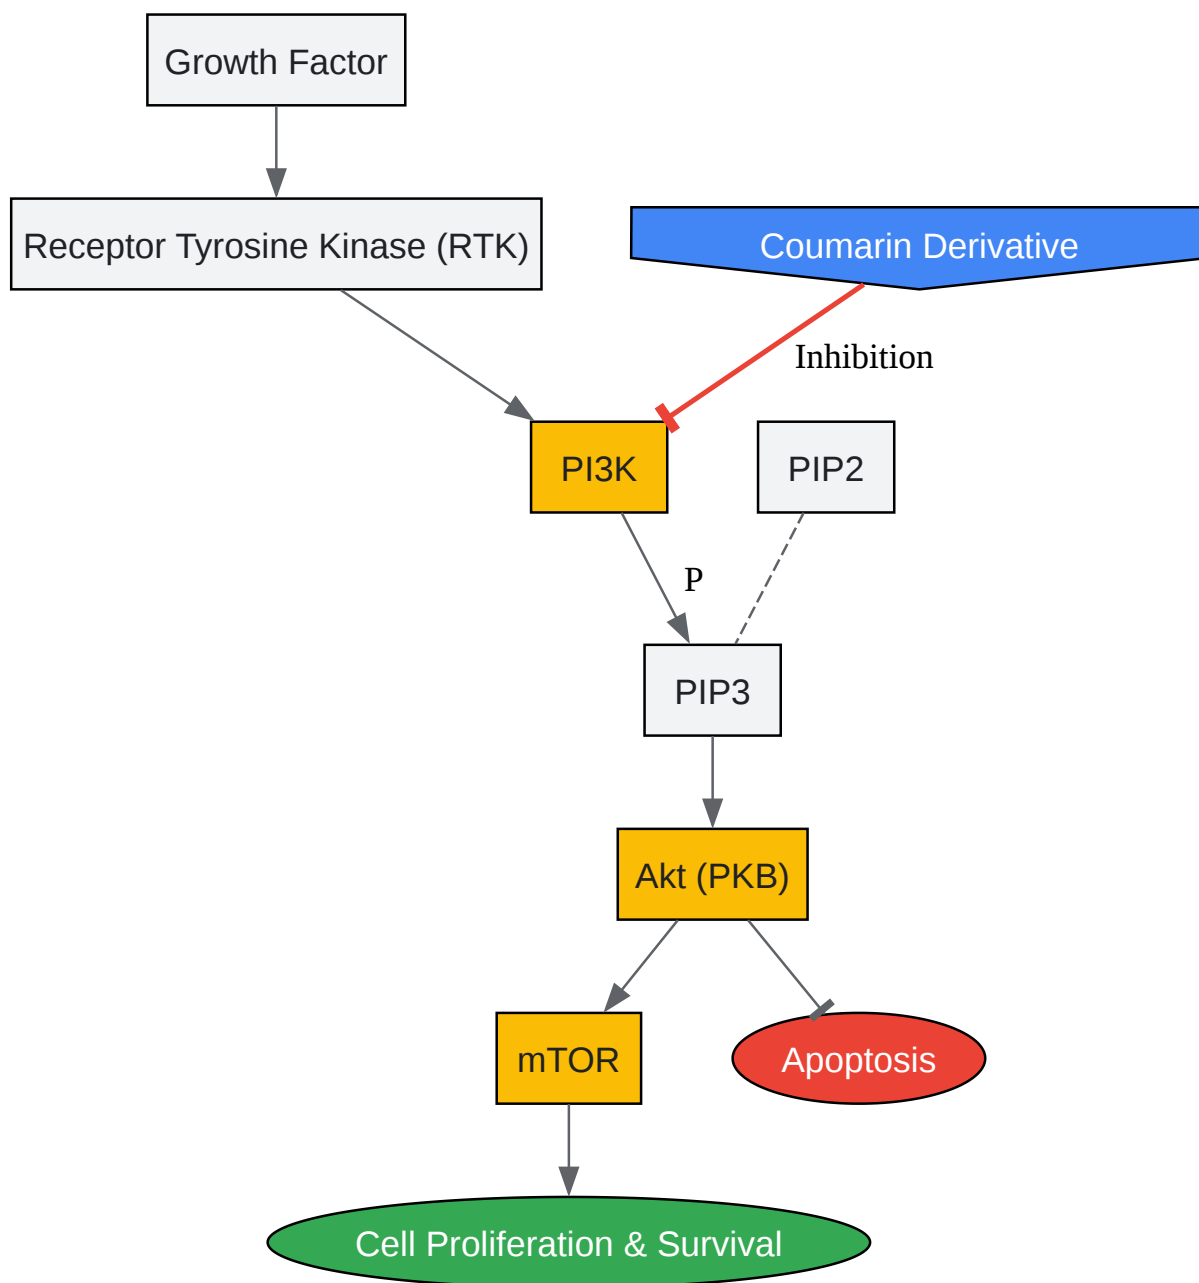 Growth Factor
Receptor Tyrosine Kinase (RTK)
Coumarin Derivative
Inhibition
PI3K
PIP2
P
PIP3
Akt (PKB)
mTOR
Apoptosis
Cell Proliferation & Survival